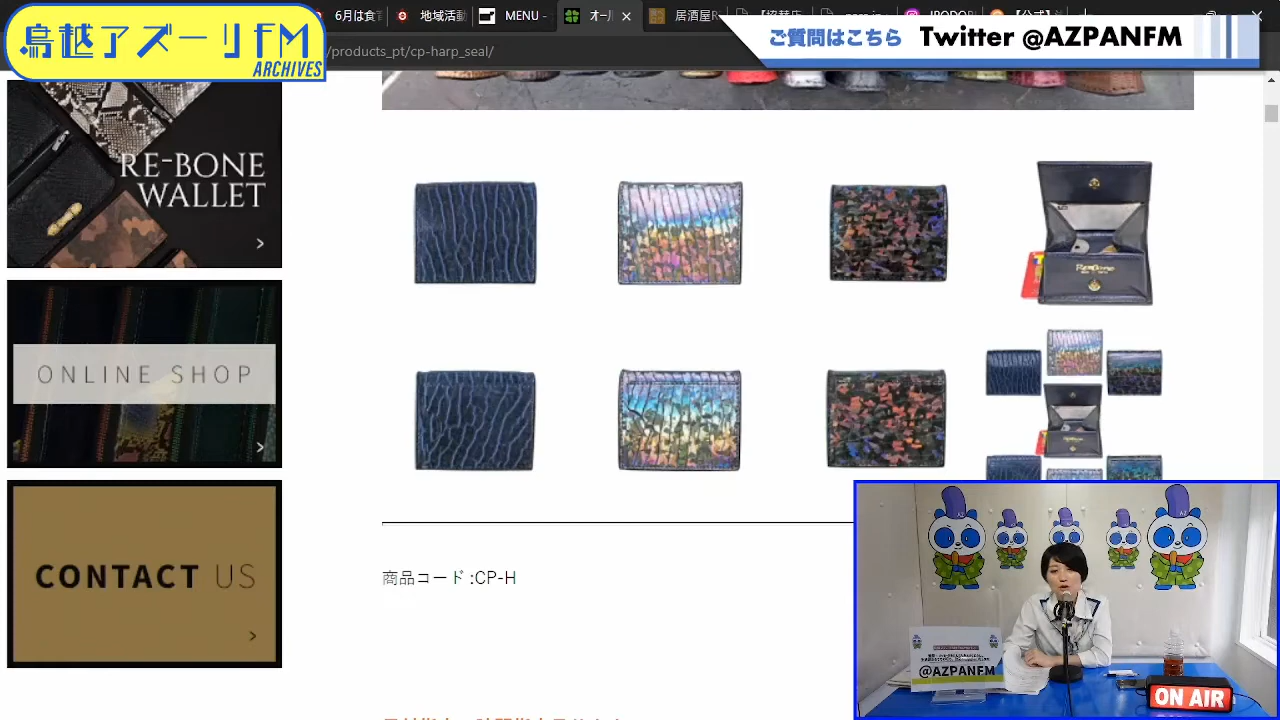 6月は食
地域活
MENU -
オー
居酒屋
ご質問はこちら Twitter @AZPANFM
鳥越アズーリFM
ARCHIVES
/products_pt/cp-harp_seal/
RE-BONE
WALLET
ONLINE SHOP
CONTACT US
商品コード:CP-H
@AZPANFM
ON AIR